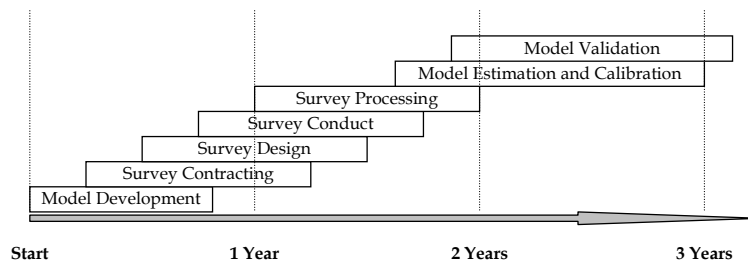 Model Validation
Model Estimation and Calibration
Survey Processing
Survey Conduct
Survey Design
Survey Contracting
Model Development
Start 1 Year 2 Years 3 Years